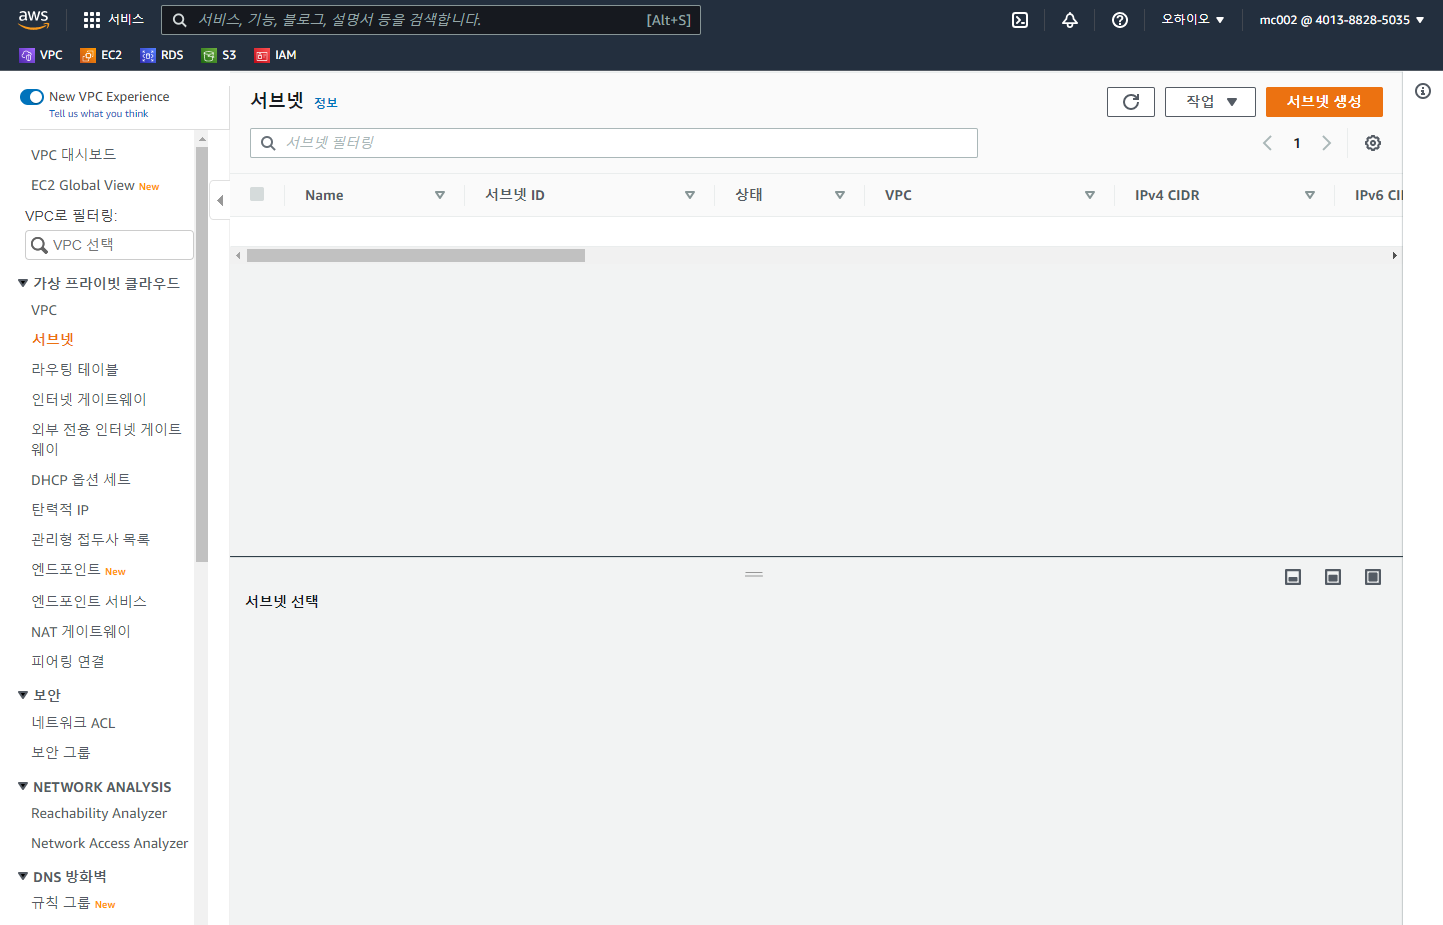 aws
서비스
서비스, 기능, 블로그, 설명서 등을 검색합니다.
[Alt+S]
오하이오
mc002 @ 4013-8828-5035
VPC
EC2
RDS
S3
IAM
New VPC Experience
Tell us what you think
VPC 대시보드
EC2 Global View New
VPC로 필터링:
VPC 선택
가상 프라이빗 클라우드
VPC
서브넷
라우팅 테이블
인터넷 게이트웨이
외부 전용 인터넷 게이트
웨이
DHCP 옵션 세트
탄력적 IP
관리형 접두사 목록
엔드포인트 New
엔드포인트 서비스
NAT 게이트웨이
피어링 연결
보안
네트워크 ACL
보안 그룹
NETWORK ANALYSIS
Reachability Analyzer
Network Access Analyzer
DNS 방화벽
규칙 그룹 New
서브넷 정보
작업
서브넷 생성
서브넷 필터링
1
Name
서브넷 ID
상태
VPC
IPv4 CIDR
IPv6 CI
서브넷 선택